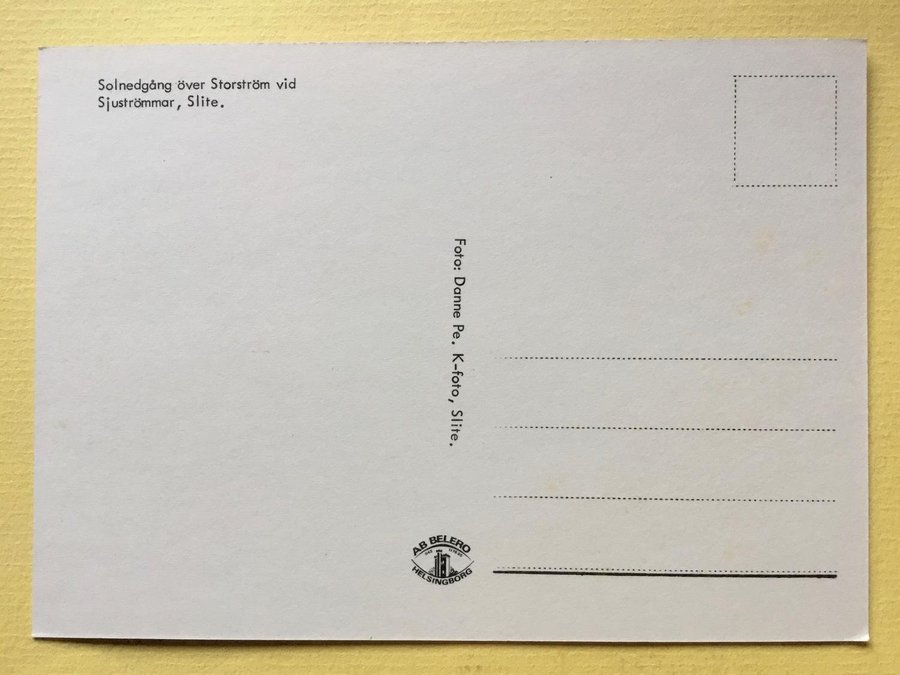 Solnedgång över Storström vid
Sjuströmmar, Slite.
Foto: Danne Pe. K-foto, Slite.
AB BELERO
HELSINGBORG